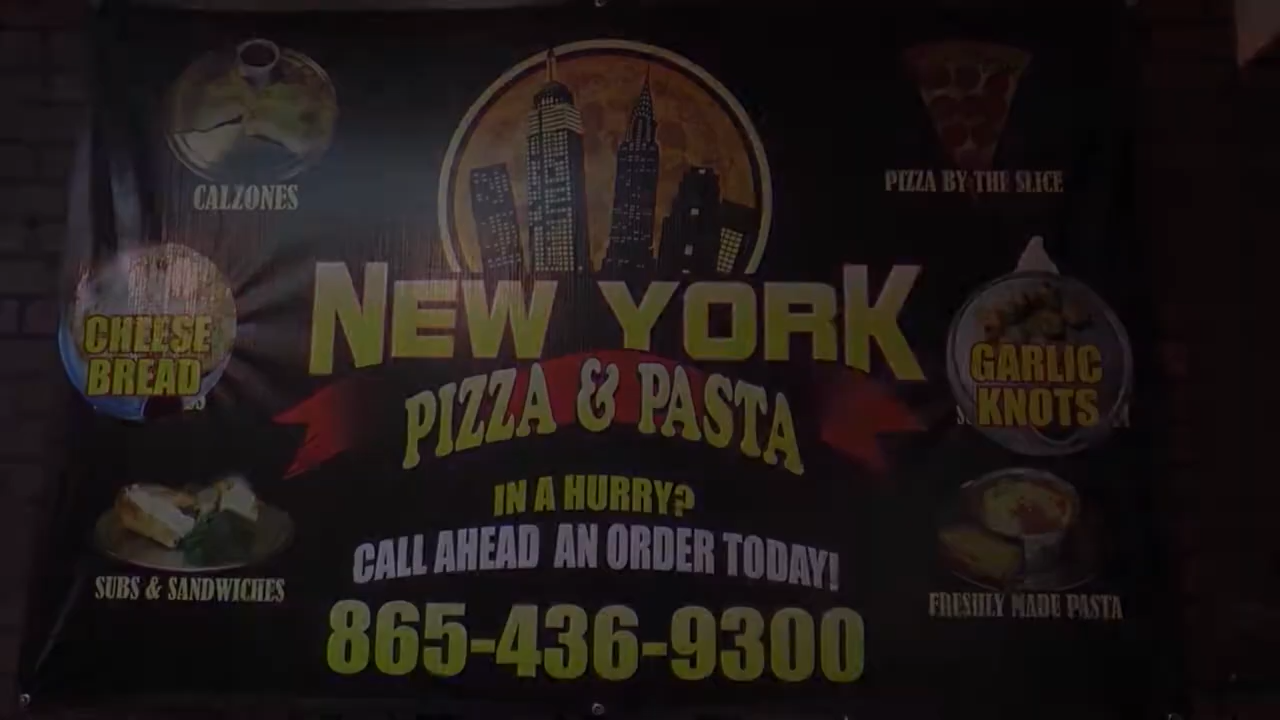 CALZONES
PIZZA BY THE SLICE
CHEESE
BREAD
NEW YORK
PIZZA & PASTA
GARLIC
KNOTS
IN A HURRY?
CALL AHEAD AN ORDER TODAY!
SUBS & SANDWICHES
FRESHLY MADE PASTA
865-436-9300